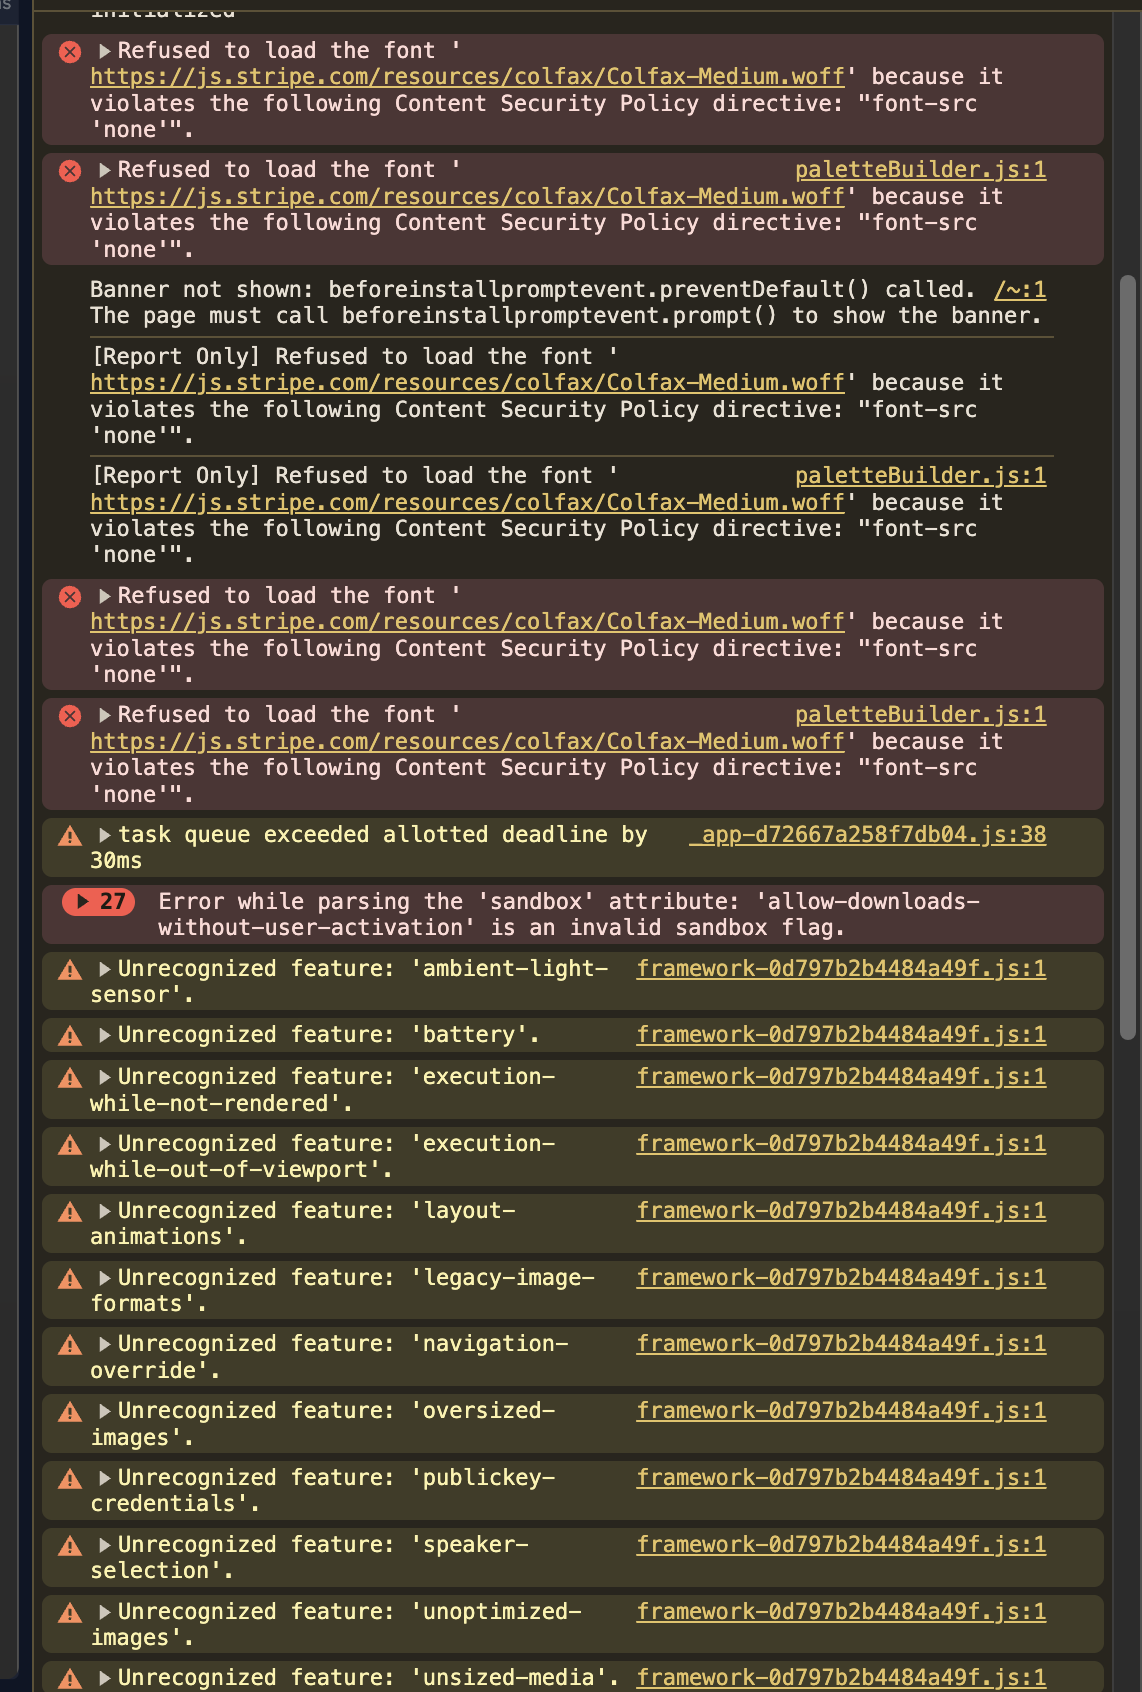 initialized
Refused to load the font '
https://js.stripe.com/resources/colfax/Colfax-Medium.woff' because it
violates the following Content Security Policy directive: "font-src
'none'".
Refused to load the font ' paletteBuilder.js:1
https://js.stripe.com/resources/colfax/Colfax-Medium.woff' because it
violates the following Content Security Policy directive: "font-src
'none'".
Banner not shown: beforeinstallpromptevent.preventDefault() called. /~:1
The page must call beforeinstallpromptevent.prompt() to show the banner.
[Report Only] Refused to load the font '
https://js.stripe.com/resources/colfax/Colfax-Medium.woff' because it
violates the following Content Security Policy directive: "font-src
'none'".
[Report Only] Refused to load the font ' paletteBuilder.js:1
https://js.stripe.com/resources/colfax/Colfax-Medium.woff' because it
violates the following Content Security Policy directive: "font-src
'none'".
Refused to load the font '
https://js.stripe.com/resources/colfax/Colfax-Medium.woff' because it
violates the following Content Security Policy directive: "font-src
'none'".
Refused to load the font ' paletteBuilder.js:1
https://js.stripe.com/resources/colfax/Colfax-Medium.woff' because it
violates the following Content Security Policy directive: "font-src
'none'".
task queue exceeded allotted deadline by _app-d72667a258f7db04.js:38
30ms
27 Error while parsing the 'sandbox' attribute: 'allow-downloads-
without-user-activation' is an invalid sandbox flag.
Unrecognized feature: 'ambient-light- framework-0d797b2b4484a49f.js:1
sensor'.
Unrecognized feature: 'battery'. framework-0d797b2b4484a49f.js:1
Unrecognized feature: 'execution- framework-0d797b2b4484a49f.js:1
while-not-rendered'.
Unrecognized feature: 'execution- framework-0d797b2b4484a49f.js:1
while-out-of-viewport'.
Unrecognized feature: 'layout- framework-0d797b2b4484a49f.js:1
animations'.
Unrecognized feature: 'legacy-image- framework-0d797b2b4484a49f.js:1
formats'.
Unrecognized feature: 'navigation- framework-0d797b2b4484a49f.js:1
override'.
Unrecognized feature: 'oversized- framework-0d797b2b4484a49f.js:1
images'.
Unrecognized feature: 'publickey- framework-0d797b2b4484a49f.js:1
credentials'.
Unrecognized feature: 'speaker- framework-0d797b2b4484a49f.js:1
selection'.
Unrecognized feature: 'unoptimized- framework-0d797b2b4484a49f.js:1
images'.
Unrecognized feature: 'unsized-media'. framework-0d797b2b4484a49f.js:1